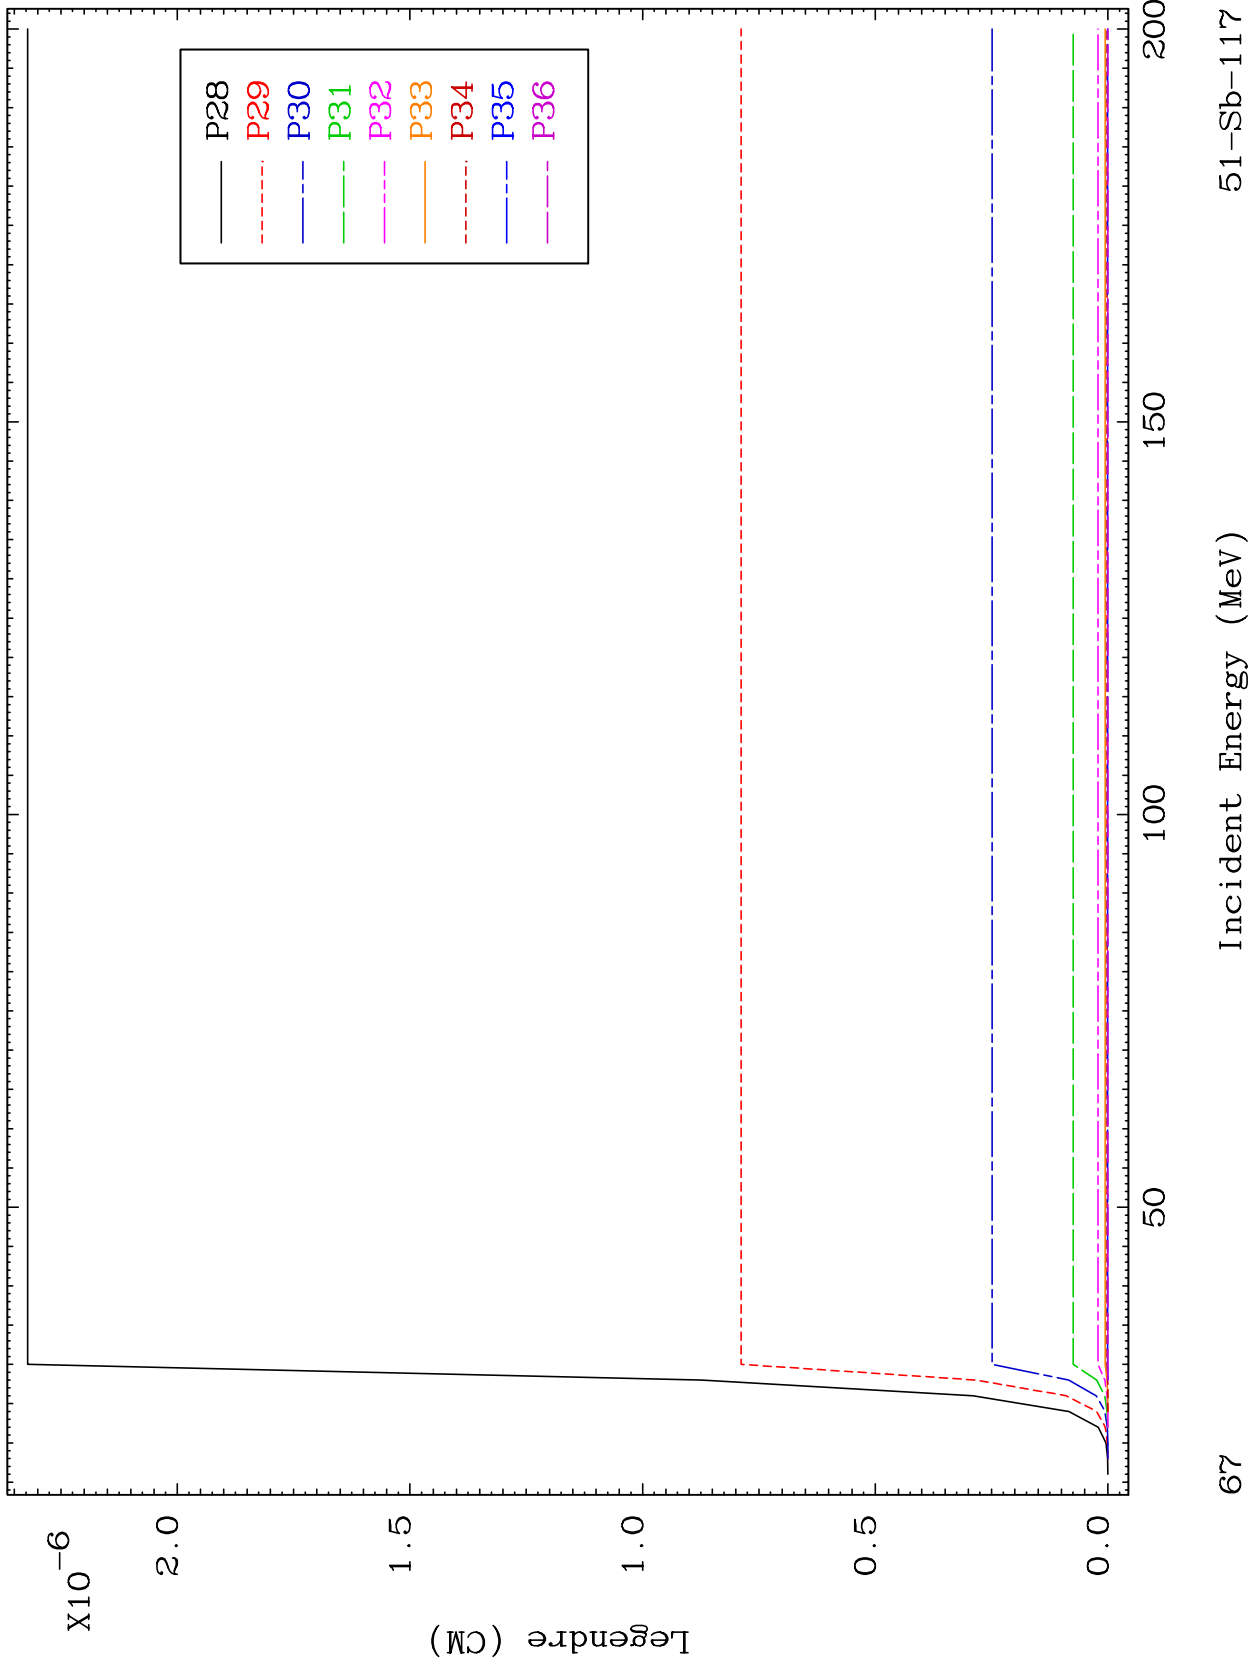 X10⁻⁶
2.0
1.5
1.0
0.5
0.0
Legendre (CM)
P28
P29
P30
P31
P32
P33
P34
P35
P36
50
100
150
200
Incident Energy (MeV)
67
51-Sb-117